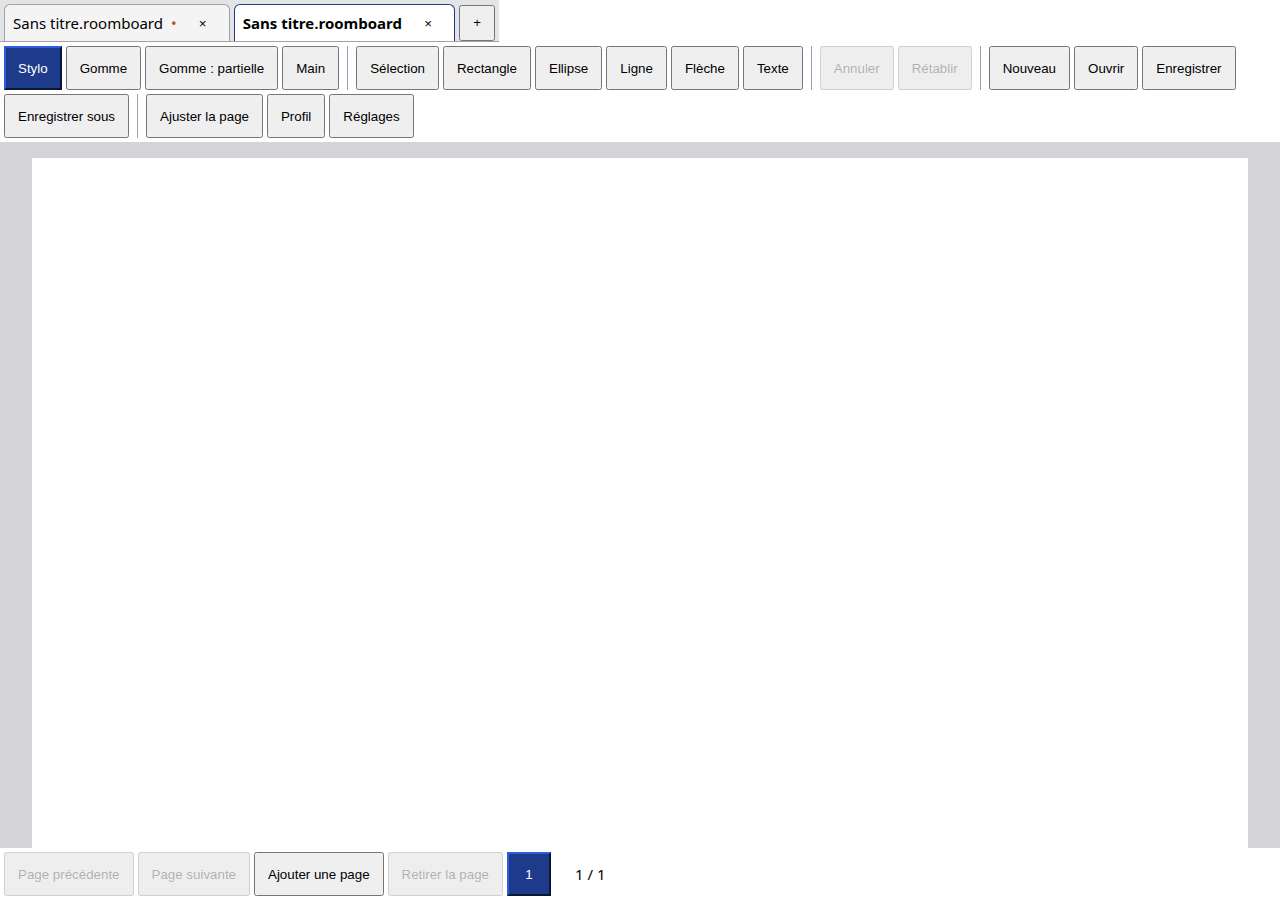 Sans titre.roomboard • × Sans titre.roomboard × +
Stylo Gomme Gomme : partielle Main Sélection Rectangle Ellipse Ligne Flèche Texte Annuler Rétablir Nouveau Ouvrir Enregistrer
Enregistrer sous Ajuster la page Profil Réglages
Page précédente Page suivante Ajouter une page Retirer la page 1 1 / 1